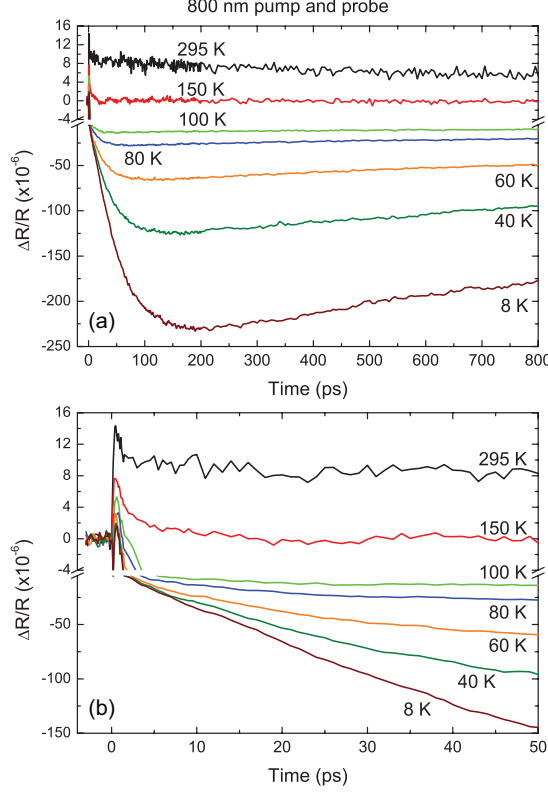 800 nm pump and probe
16
12
8
4
0
-4
-50
-100
-150
-200
-250
ΔR/R (x10⁻⁶)
295 K
150 K
100 K
80 K
60 K
40 K
8 K
(a)
0 100 200 300 400 500 600 700 800
Time (ps)
16
12
8
4
0
-4
-50
-100
-150
ΔR/R (x10⁻⁶)
295 K
150 K
100 K
80 K
60 K
40 K
8 K
(b)
0 10 20 30 40 50
Time (ps)